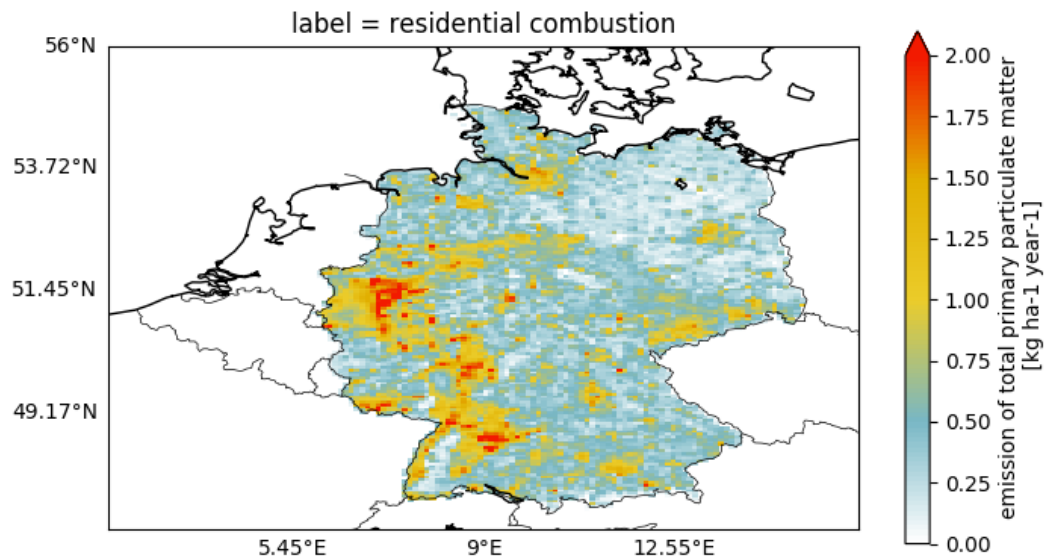 label = residential combustion
56°N
53.72°N
51.45°N
49.17°N
5.45°E
9°E
12.55°E
2.00
1.75
1.50
1.25
1.00
0.75
0.50
0.25
0.00
emission of total primary particulate matter
[kg ha-1 year-1]